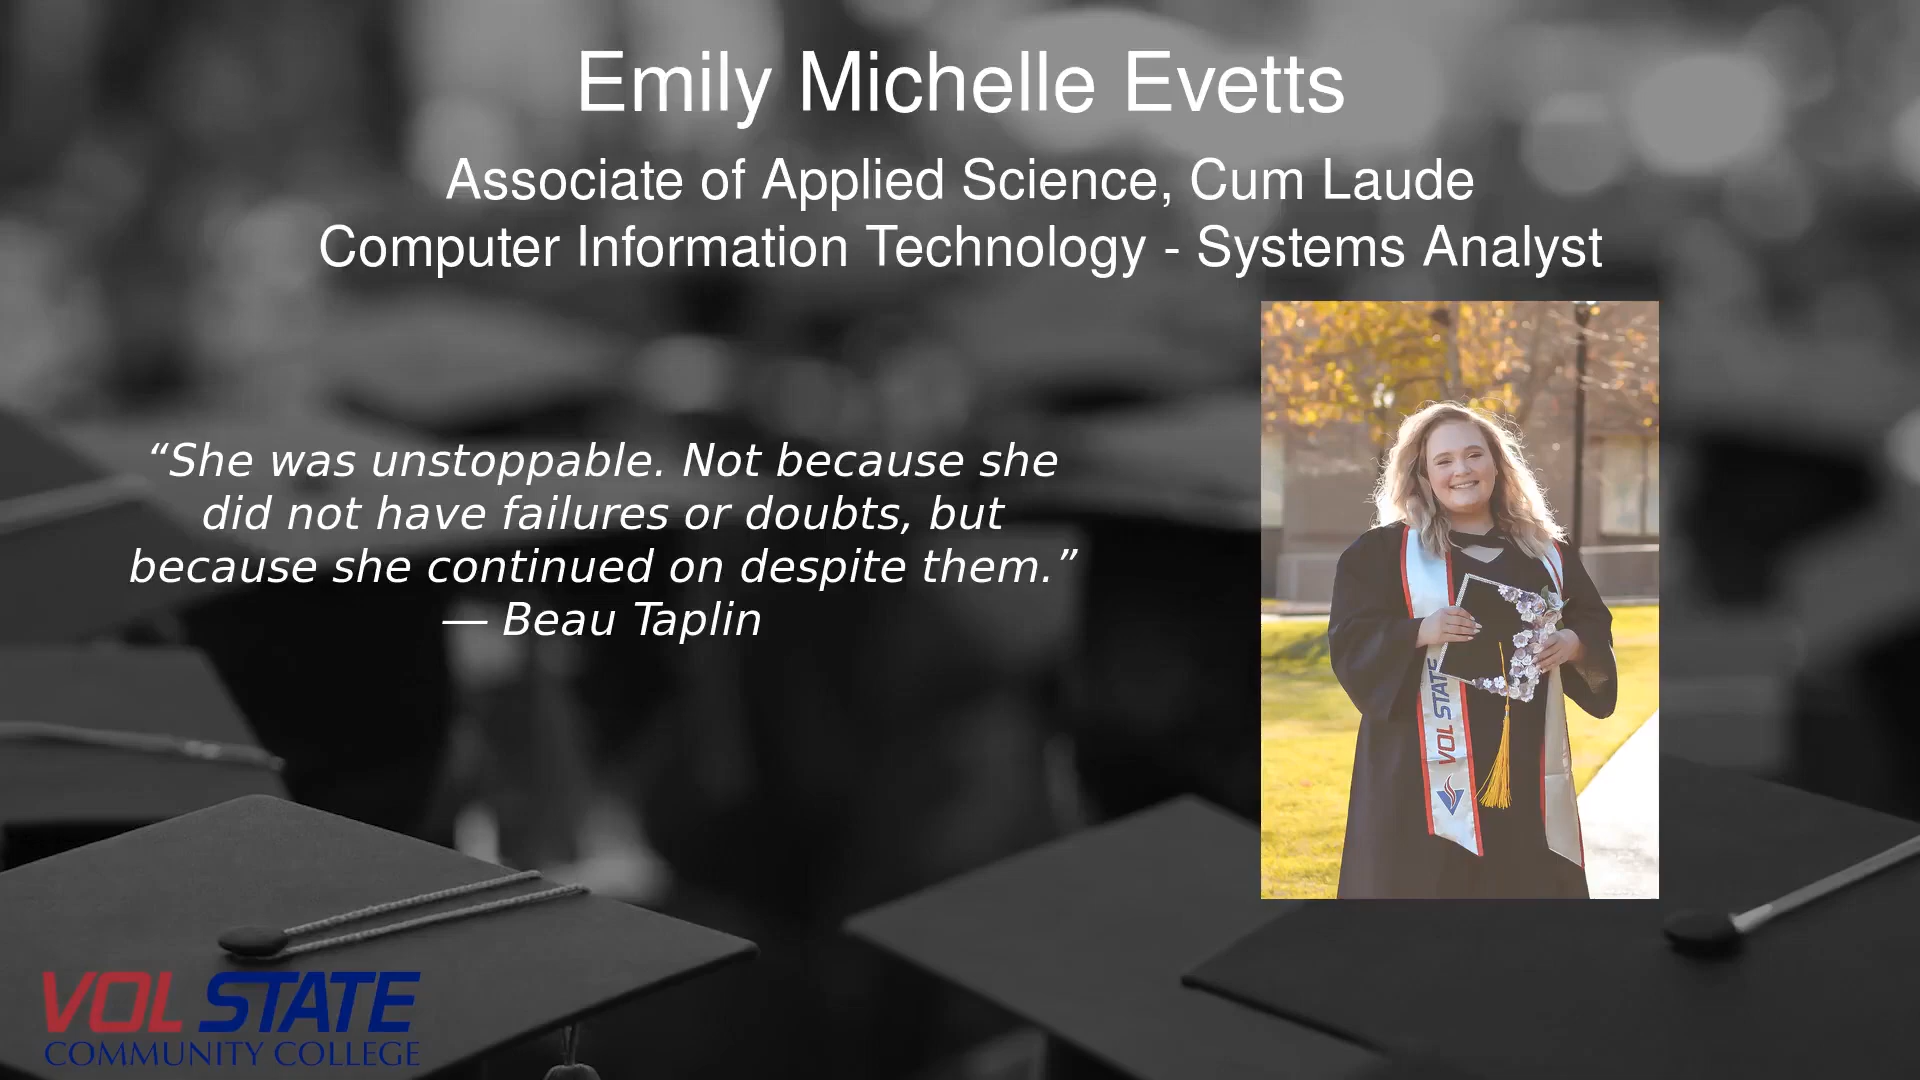 Emily Michelle Evetts
Associate of Applied Science, Cum Laude
Computer Information Technology - Systems Analyst
“She was unstoppable. Not because she
did not have failures or doubts, but
because she continued on despite them.”
— Beau Taplin
VOL STATE
VOL STATE
COMMUNITY COLLEGE